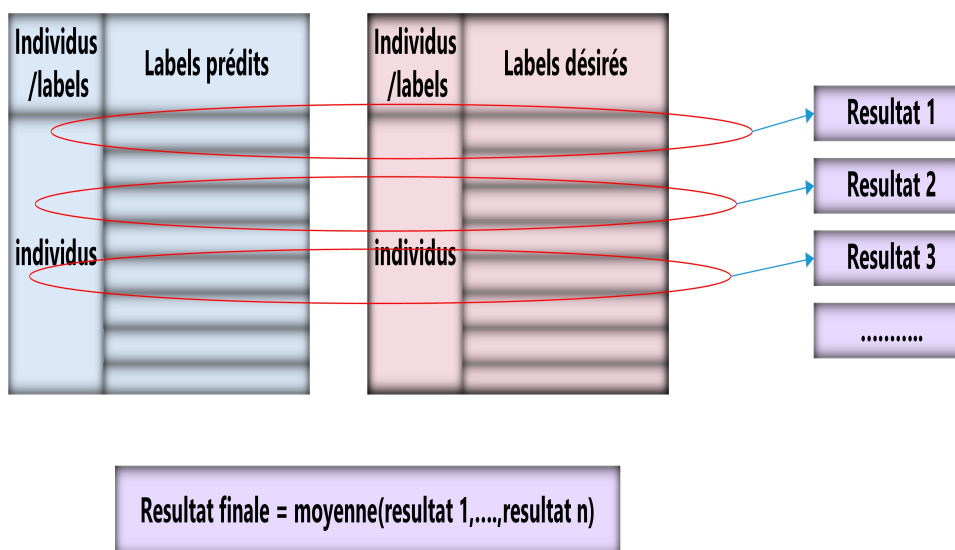 Individus
/labels
Labels prédits
individus
Individus
/labels
Labels désirés
individus
Resultat 1
Resultat 2
Resultat 3
...........
Resultat finale = moyenne(resultat 1,....,resultat n)